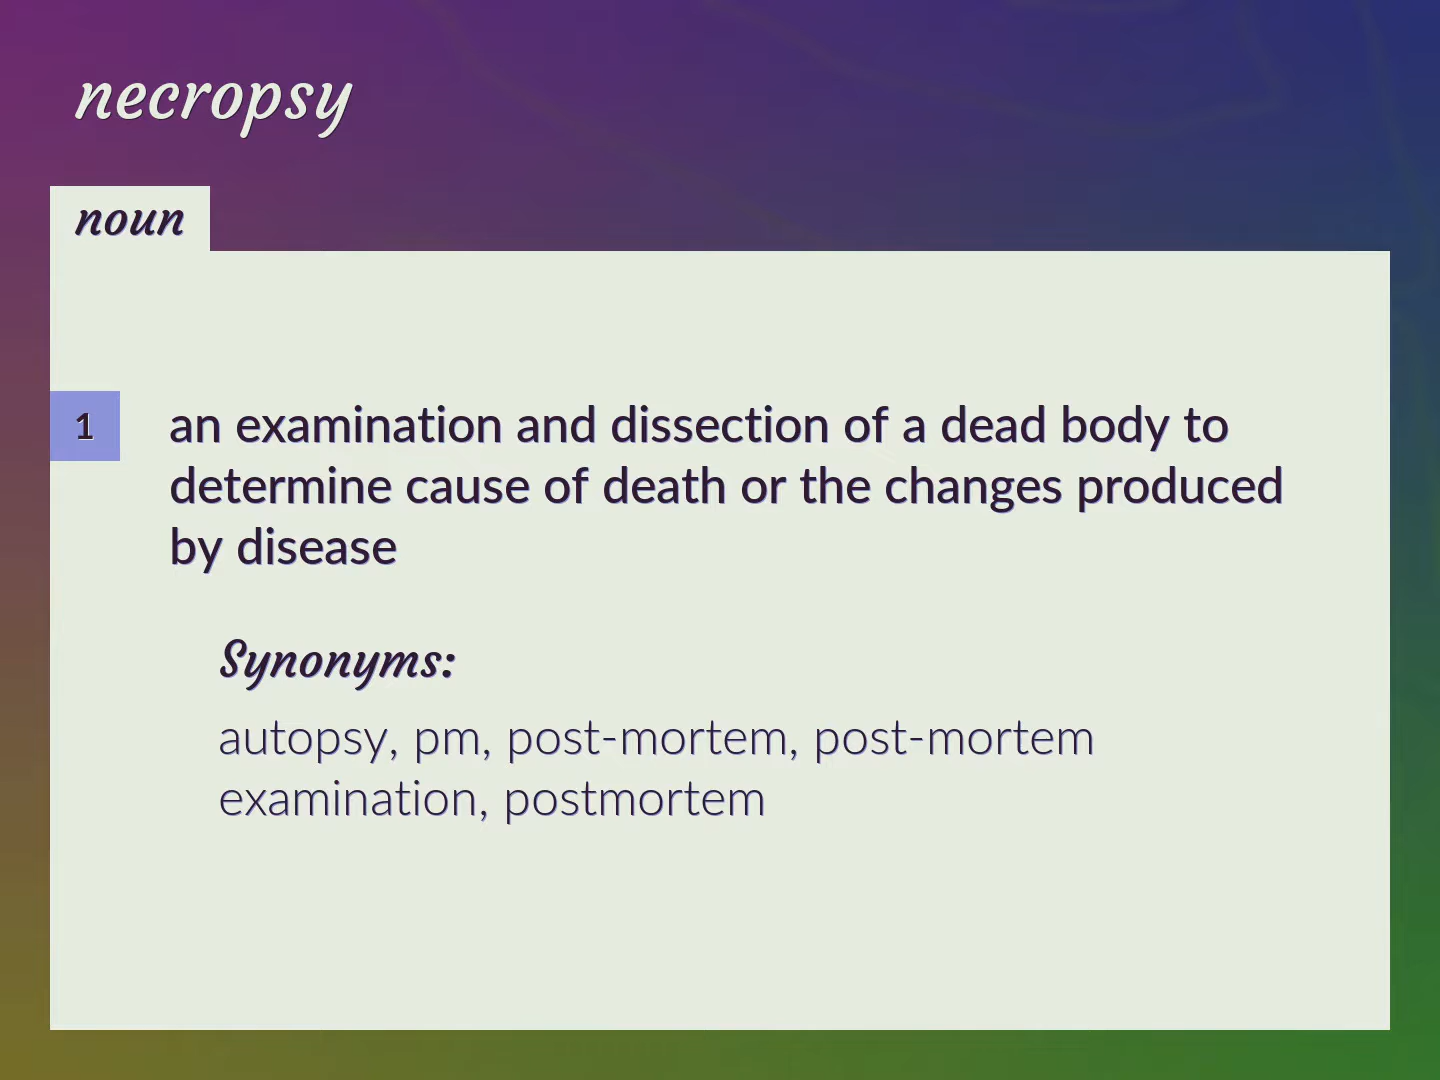 necropsy
noun
1
an examination and dissection of a dead body to
determine cause of death or the changes produced
by disease
Synonyms:
autopsy, pm, post-mortem, post-mortem
examination, postmortem